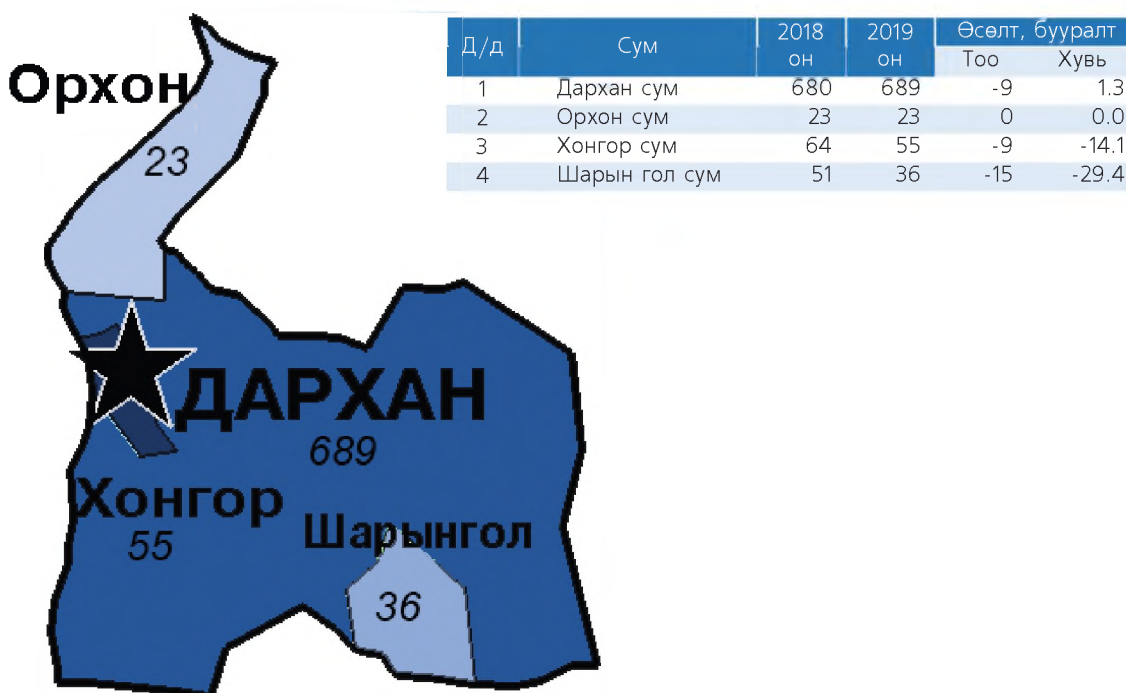 Д/д Сум 2018 он 2019 он Өсөлт, бууралт
Тоо Хувь
1 Дархан сум 680 689 -9 1.3
2 Орхон сум 23 23 0 0.0
3 Хонгор сум 64 55 -9 -14.1
4 Шарын гол сум 51 36 -15 -29.4
Орхон
23
ДАРХАН
689
Хонгор
55
Шарынгол
36